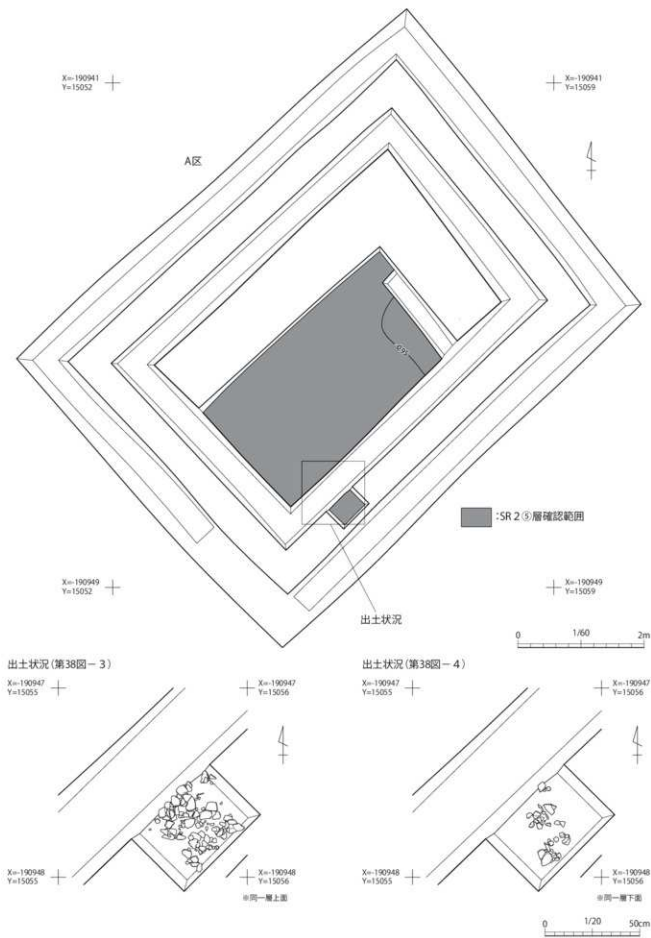 X=-190941
Y=15052
X=-190941
Y=15059
A区
0.95
:SR 2⑤層確認範囲
X=-190949
Y=15052
X=-190949
Y=15059
出土状況
0 1/60 2m
出土状況(第38図－3)
X=-190947
Y=15055
X=-190947
Y=15056
X=-190948
Y=15055
X=-190948
Y=15056
※同一層上面
出土状況(第38図－4)
X=-190947
Y=15055
X=-190947
Y=15056
X=-190948
Y=15055
X=-190948
Y=15056
※同一層下面
0 1/20 50cm